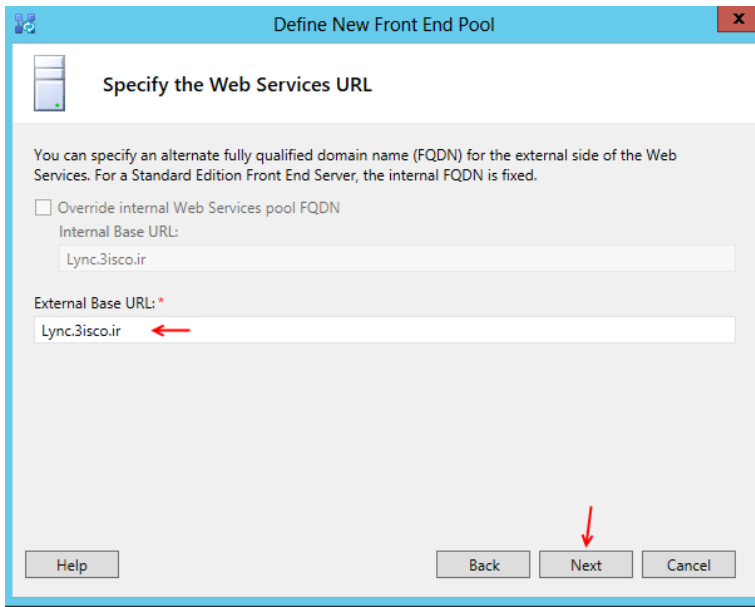 Define New Front End Pool
x
Specify the Web Services URL
You can specify an alternate fully qualified domain name (FQDN) for the external side of the Web
Services. For a Standard Edition Front End Server, the internal FQDN is fixed.
Override internal Web Services pool FQDN
Internal Base URL:
Lync.3isco.ir
External Base URL: *
Lync.3isco.ir
Help Back Next Cancel